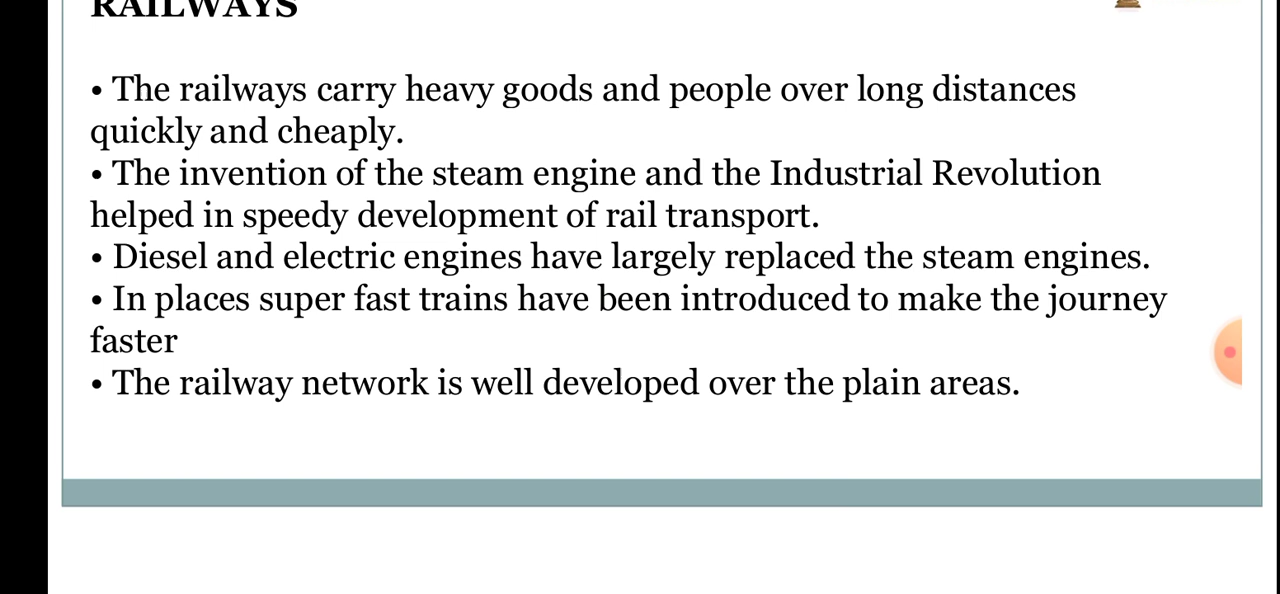 RAILWAYS
• The railways carry heavy goods and people over long distances
quickly and cheaply.
• The invention of the steam engine and the Industrial Revolution
helped in speedy development of rail transport.
• Diesel and electric engines have largely replaced the steam engines.
• In places super fast trains have been introduced to make the journey
faster
• The railway network is well developed over the plain areas.